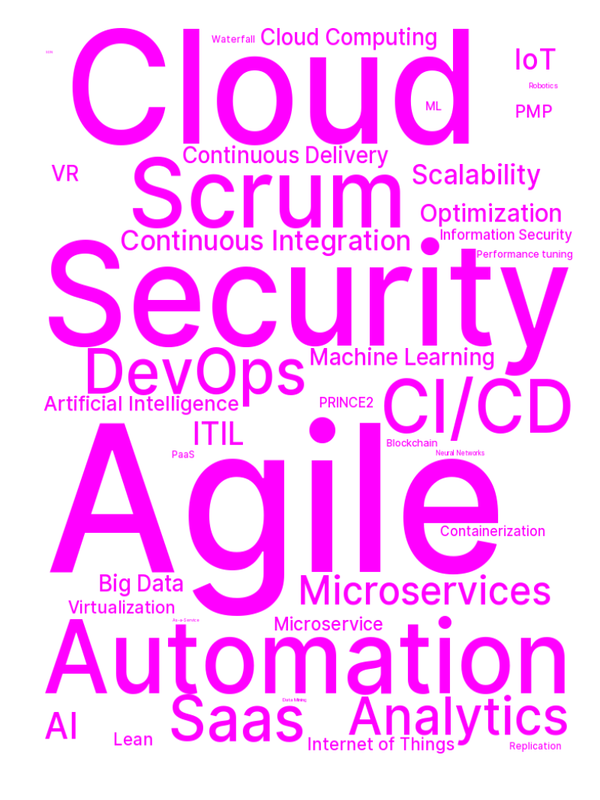 Waterfall
Cloud Computing
Cloud
IoT
Robotics
ML
PMP
Continuous Delivery
VR
Scrum
Scalability
Optimization
Continuous Integration
Information Security
Security
Performance tuning
DevOps
Machine Learning
CI/CD
Artificial Intelligence
PRINCE2
ITIL
Blockchain
PaaS
Neural Networks
Agile
Containerization
Big Data
Microservices
Virtualization
Microservice
Automation
Saas
Analytics
AI
Lean
Internet of Things
Replication